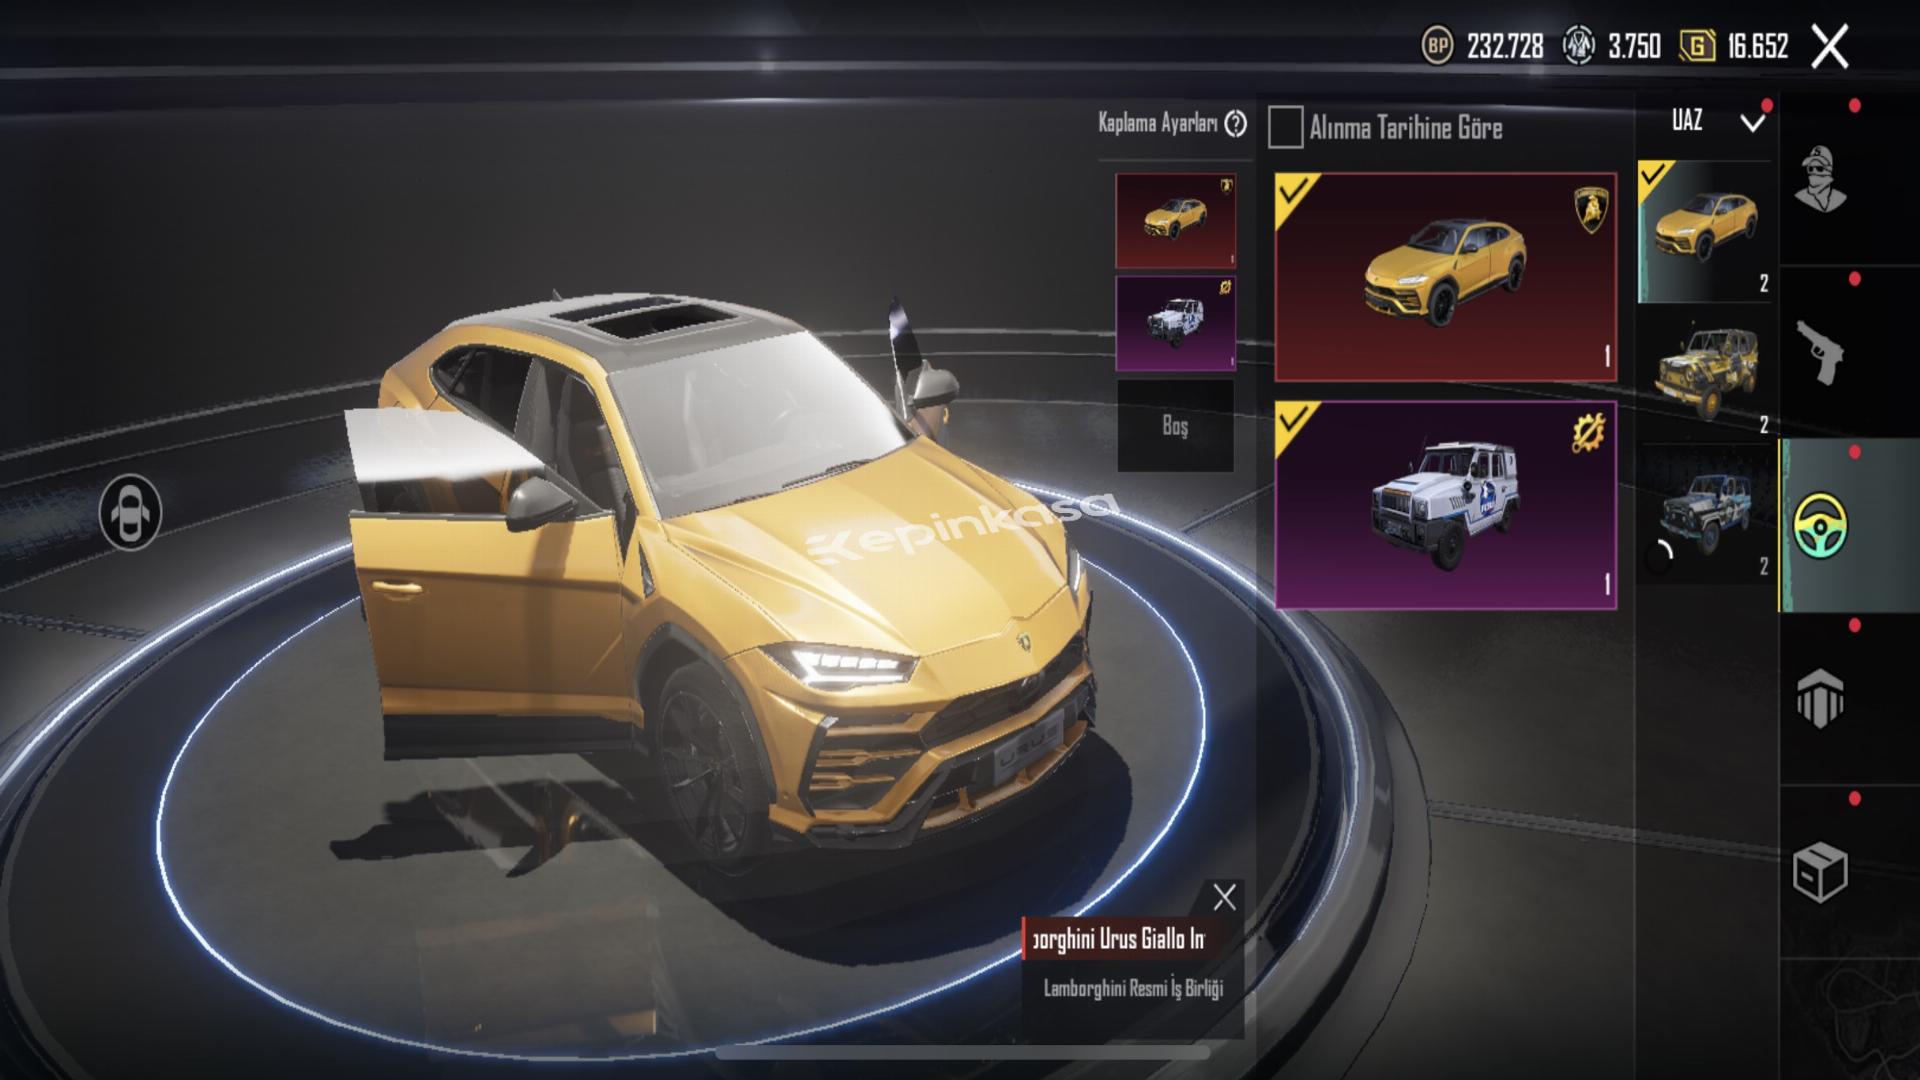 BP 232.728 3.750 G 16.652
Kaplama Ayarları ?
Alınma Tarihine Göre
UAZ
1
1
Boş
1
1
2
2
2
Kepinkasa
URUS
orghini Urus Giallo In
Lamborghini Resmi İş Birliği